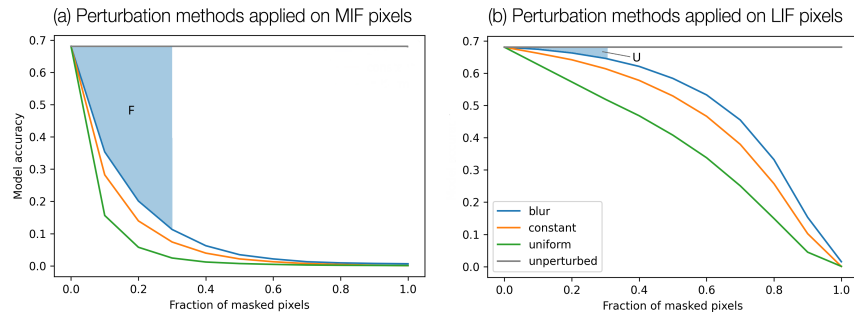 (a) Perturbation methods applied on MIF pixels
(b) Perturbation methods applied on LIF pixels
Model accuracy
0.7
0.6
0.5
0.4
0.3
0.2
0.1
0.0
F
0.0 0.2 0.4 0.6 0.8 1.0
Fraction of masked pixels
0.7
0.6
0.5
0.4
0.3
0.2
0.1
0.0
U
blur
constant
uniform
unperturbed
0.0 0.2 0.4 0.6 0.8 1.0
Fraction of masked pixels